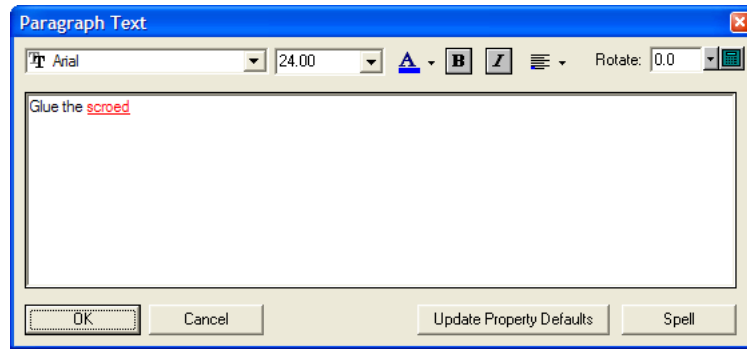 Paragraph Text
Arial 24.00 A B I Rotate: 0.0
Glue the scroed
OK Cancel Update Property Defaults Spell